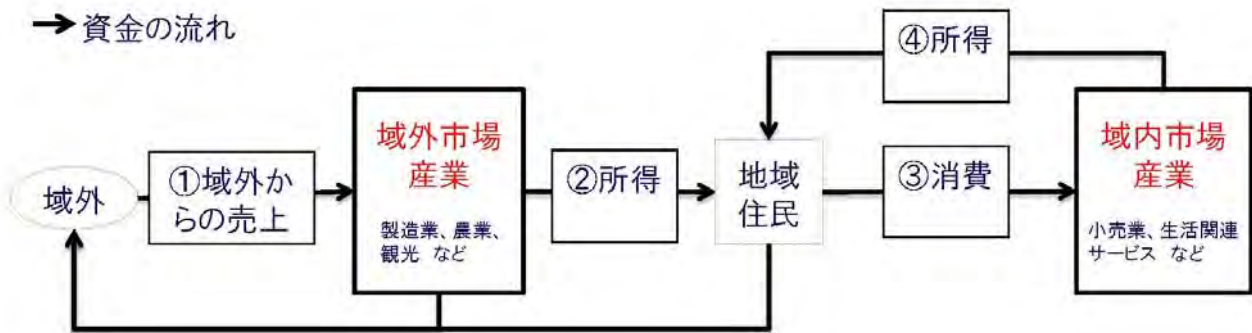 資金の流れ
④所得
域外市場
産業
域内市場
産業
域外
①域外か
らの売上
②所得
地域
住民
③消費
製造業、農業、
観光 など
小売業、生活関連
サービス など